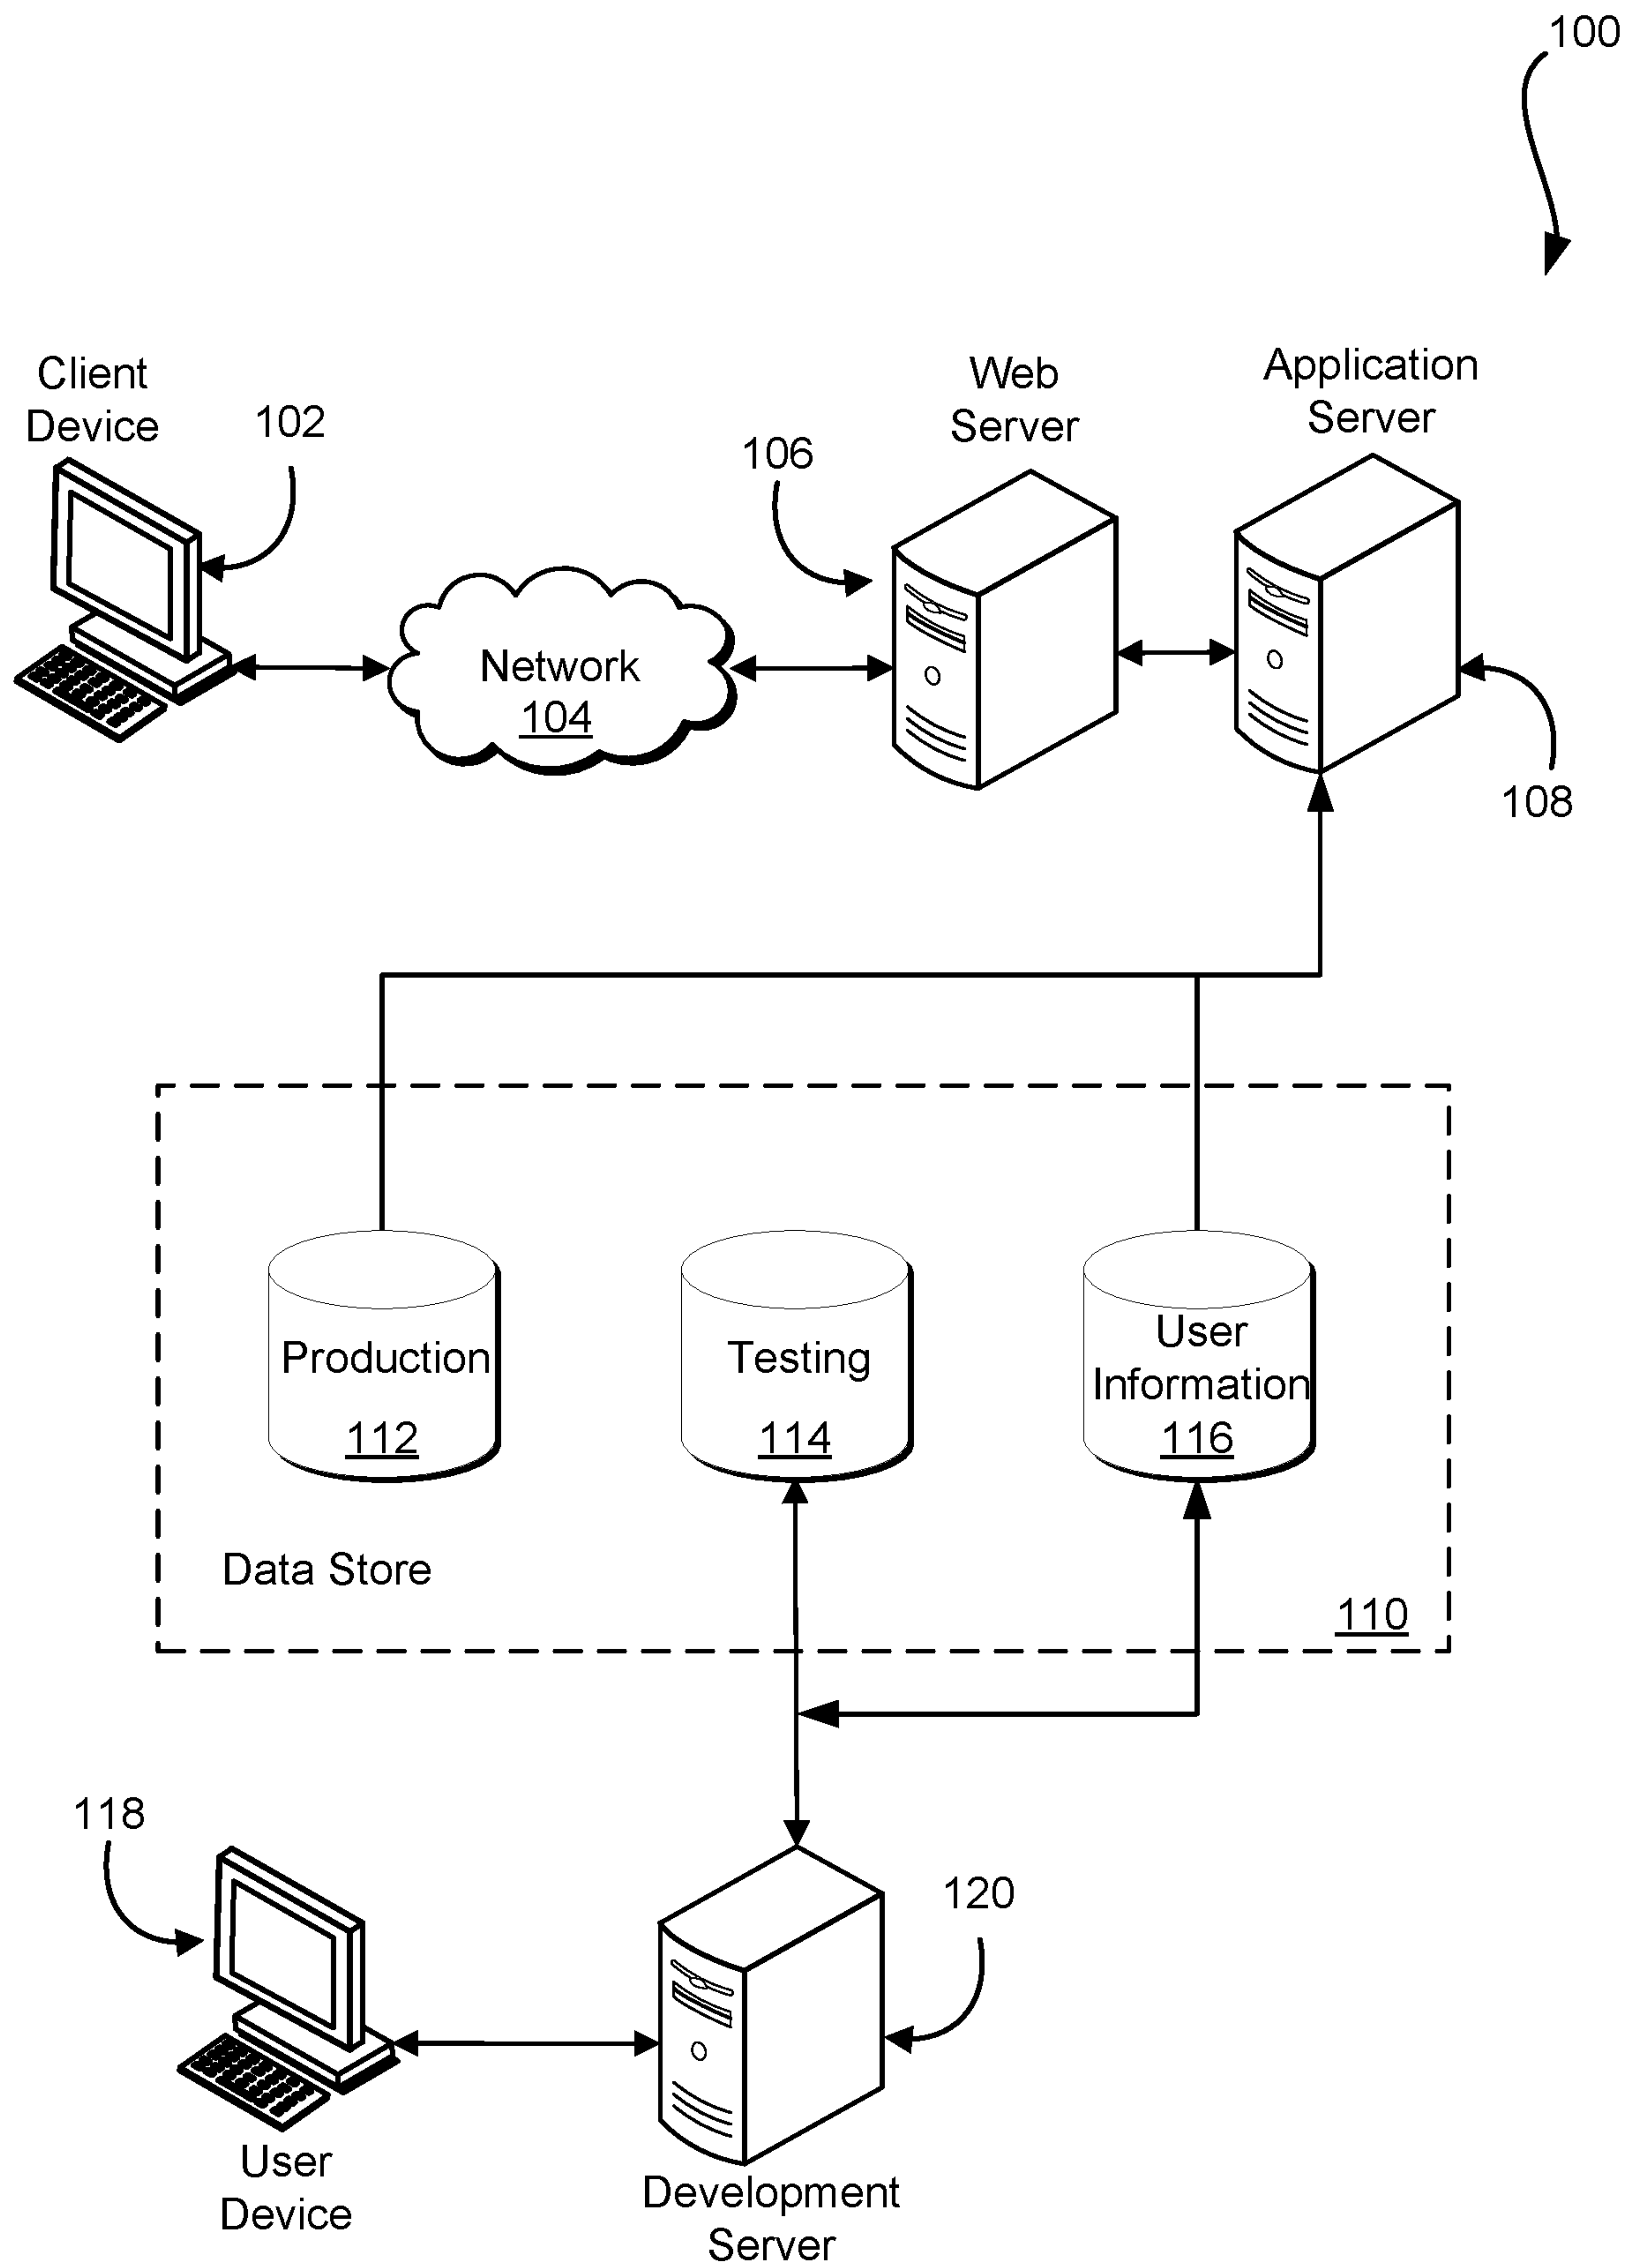 100
Client
Device
102
106
Web
Server
Application
Server
Network
104
108
Production
112
Testing
114
User
Information
116
Data Store
110
118
User
Device
120
Development
Server